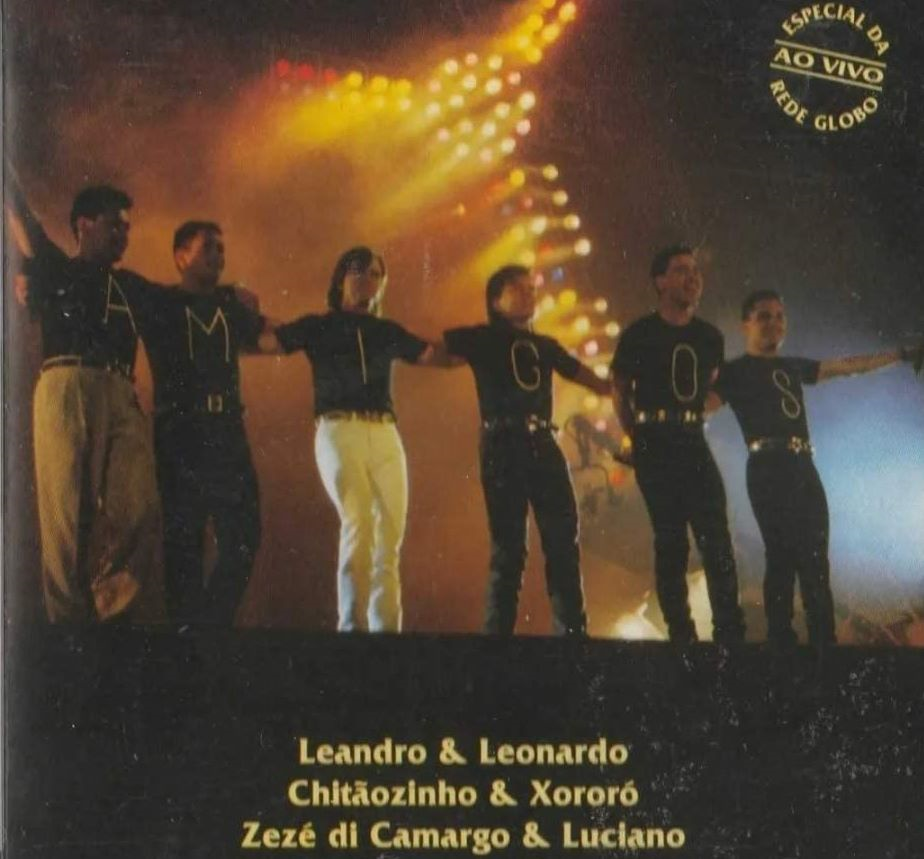 ESPECIAL DA
AO VIVO
REDE GLOBO
A M I G O S
Leandro & Leonardo
Chitãozinho & Xororó
Zezé di Camargo & Luciano